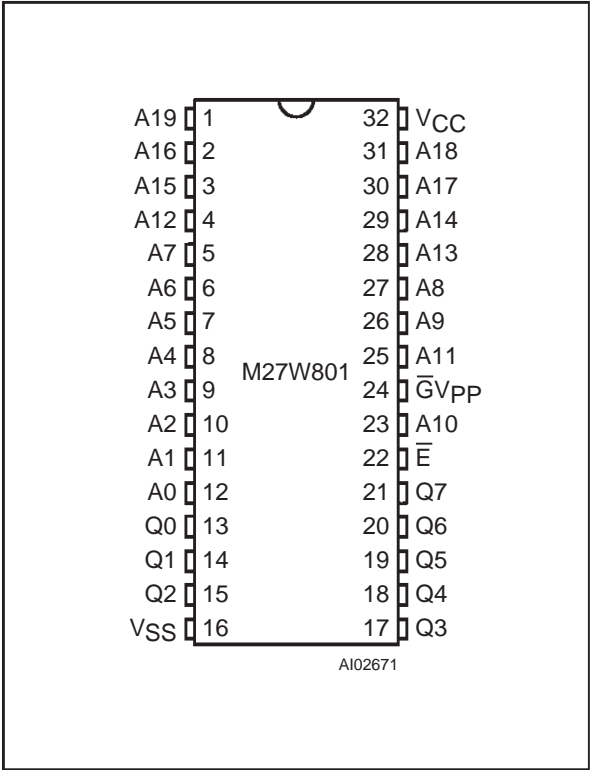 A19 1 32 VCC
A16 2 31 A18
A15 3 30 A17
A12 4 29 A14
A7 5 28 A13
A6 6 27 A8
A5 7 26 A9
A4 8 25 A11
M27W801
A3 9 24 G̅VPP
A2 10 23 A10
A1 11 22 E̅
A0 12 21 Q7
Q0 13 20 Q6
Q1 14 19 Q5
Q2 15 18 Q4
VSS 16 17 Q3
AI02671